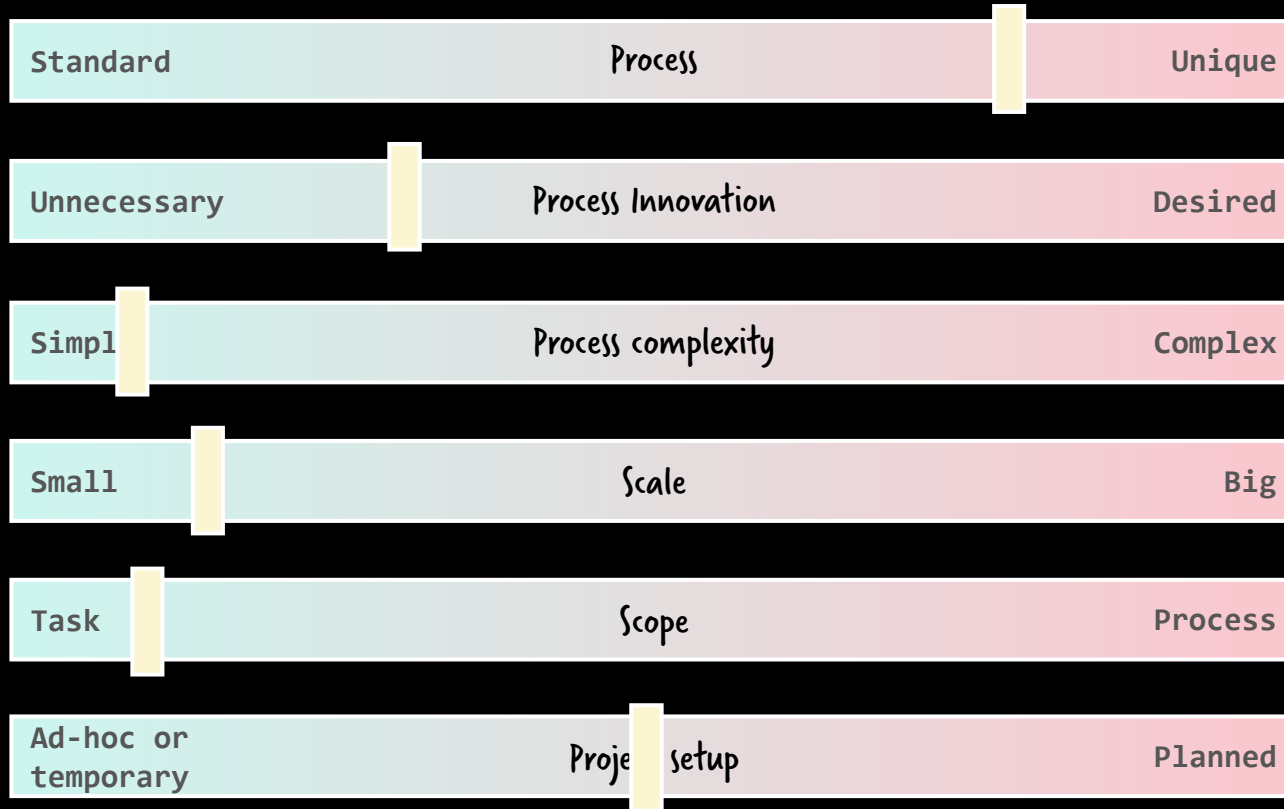 Standard Process Unique
Unnecessary Process Innovation Desired
Simpl Process complexity Complex
Small Scale Big
Task Scope Process
Ad-hoc or
temporary Proje setup Planned